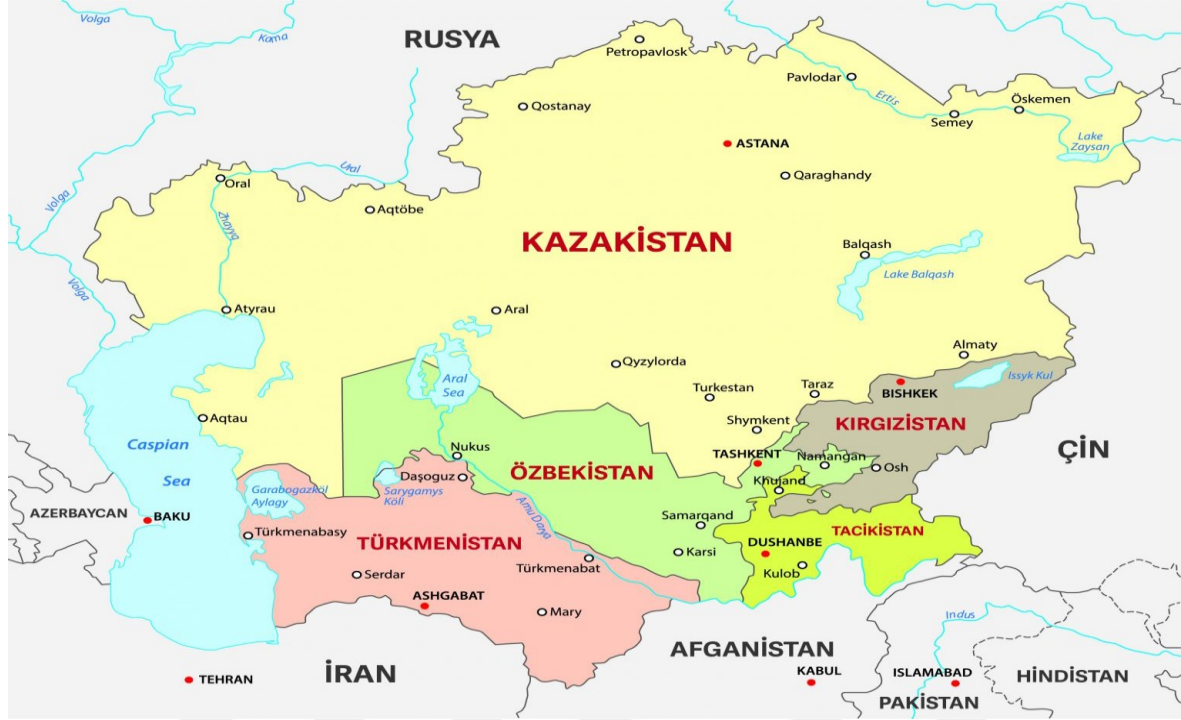 Volga
Kama
RUSYA
Petropavlosk
Pavlodar
Ertis
Qostanay
Öskemen
Semey
ASTANA
Lake
Zaysan
Ural
Oral
Qaraghandy
Volga
Zhayyq
Aqtöbe
KAZAKİSTAN
Balqash
Lake Balqash
Volga
Atyrau
Aral
Almaty
Qyzylorda
Issyk Kul
Aral
Sea
Turkestan
Taraz
BISHKEK
Aqtau
Shymkent
KIRGIZİSTAN
Caspian
Sea
Nukus
TASHKENT
Namangan
ÇİN
Osh
ÖZBEKİSTAN
Daşoguz
Khujand
Garabogazköl
Aylagy
Sarygamys
Köli
Amu Darya
AZERBAYCAN
BAKU
Samarqand
Türkmenabasy
TÜRKMENİSTAN
DUSHANBE
TACİKİSTAN
Karsi
Türkmenabat
Serdar
Kulob
ASHGABAT
Mary
Indus
AFGANİSTAN
TEHRAN
İRAN
KABUL
ISLAMABAD
HİNDİSTAN
PAKİSTAN